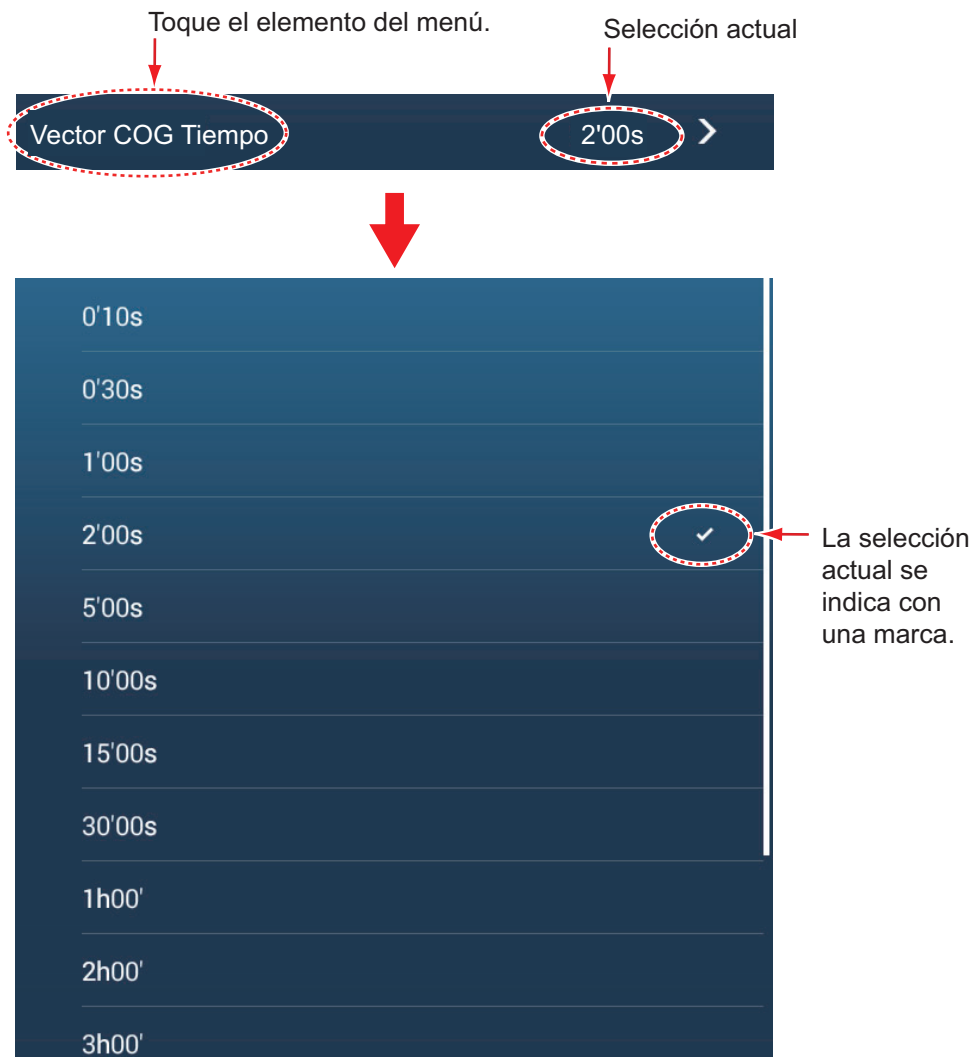 Toque el elemento del menú.
Selección actual
Vector COG Tiempo
2'00s
0'10s
0'30s
1'00s
2'00s
5'00s
10'00s
15'00s
30'00s
1h00'
2h00'
3h00'
La selección
actual se
indica con
una marca.